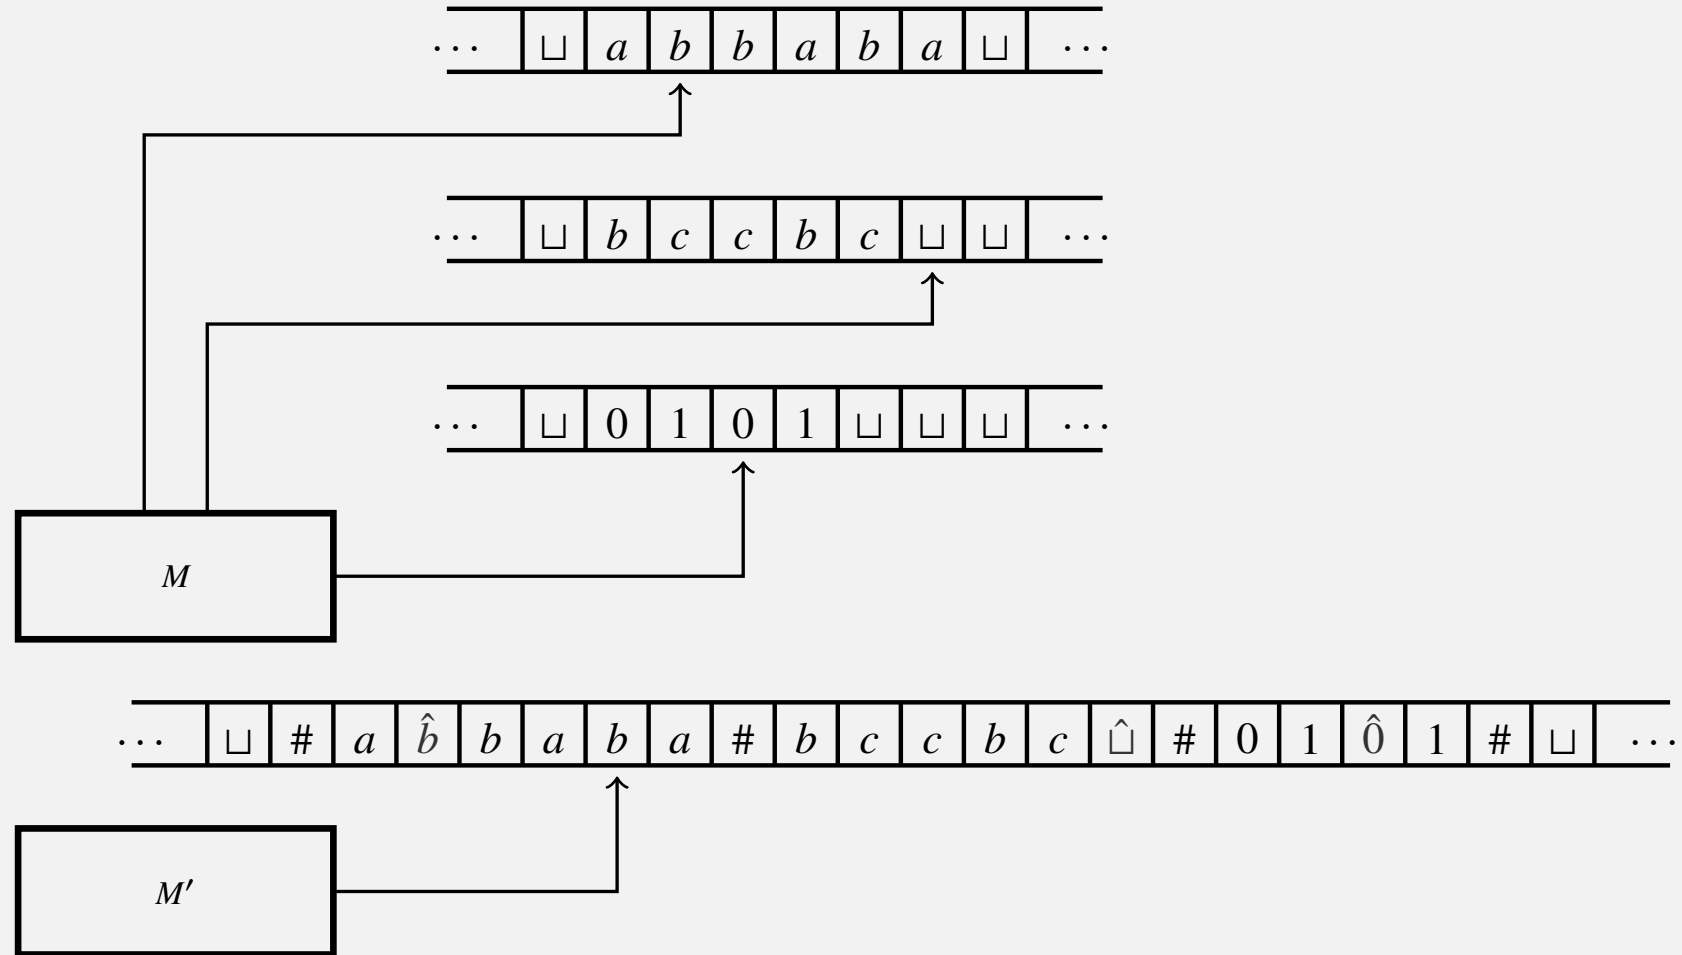 ··· ⊔ a b b a b a ⊔ ···
··· ⊔ b c c b c ⊔ ⊔ ···
··· ⊔ 0 1 0 1 ⊔ ⊔ ⊔ ···
M
··· ⊔ # a b̂ b a b a # b c c b c ⊔̂ # 0 1 0̂ 1 # ⊔ ···
M′